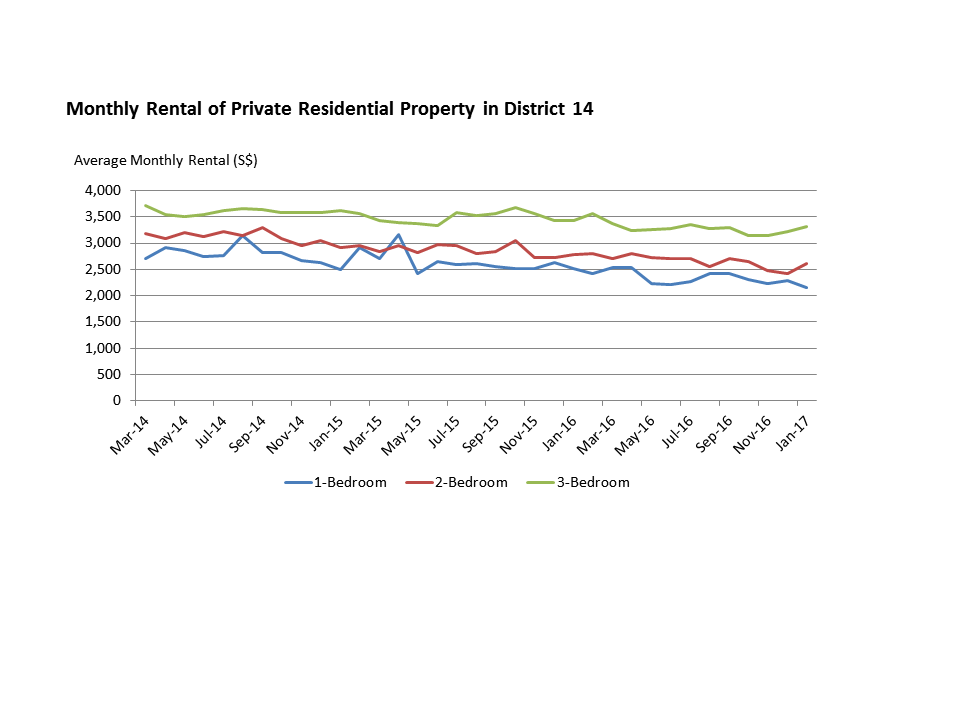 Monthly Rental of Private Residential Property in District 14
Average Monthly Rental (S$)
4,000
3,500
3,000
2,500
2,000
1,500
1,000
500
0
Mar-14 May-14 Jul-14 Sep-14 Nov-14 Jan-15 Mar-15 May-15 Jul-15 Sep-15 Nov-15 Jan-16 Mar-16 May-16 Jul-16 Sep-16 Nov-16 Jan-17
1-Bedroom 2-Bedroom 3-Bedroom